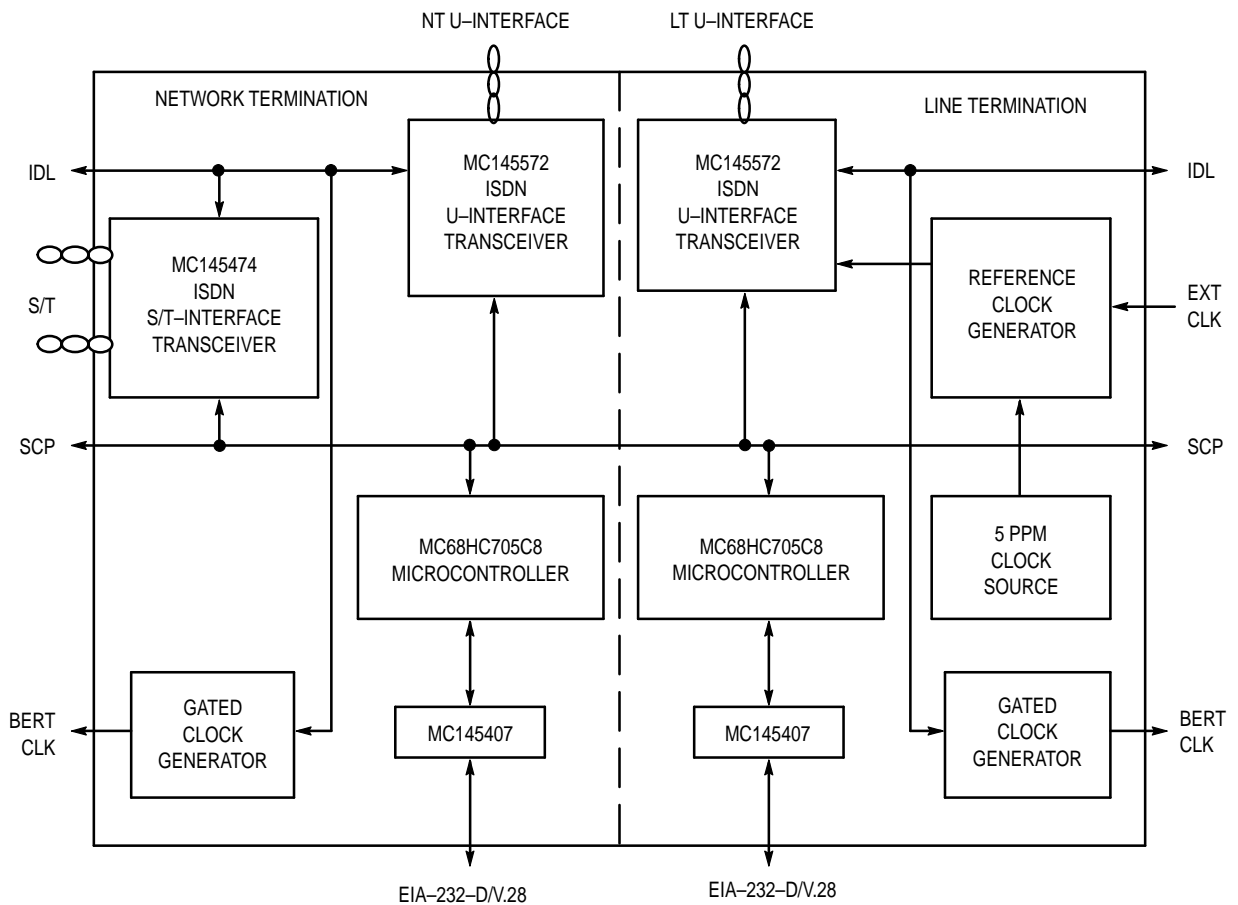 NT U–INTERFACE
LT U–INTERFACE
NETWORK TERMINATION
LINE TERMINATION
IDL
MC145572
ISDN
U–INTERFACE
TRANSCEIVER
MC145572
ISDN
U–INTERFACE
TRANSCEIVER
IDL
S/T
MC145474
ISDN
S/T–INTERFACE
TRANSCEIVER
REFERENCE
CLOCK
GENERATOR
EXT
CLK
SCP
SCP
MC68HC705C8
MICROCONTROLLER
MC68HC705C8
MICROCONTROLLER
5 PPM
CLOCK
SOURCE
BERT
CLK
GATED
CLOCK
GENERATOR
MC145407
MC145407
GATED
CLOCK
GENERATOR
BERT
CLK
EIA–232–D/V.28
EIA–232–D/V.28